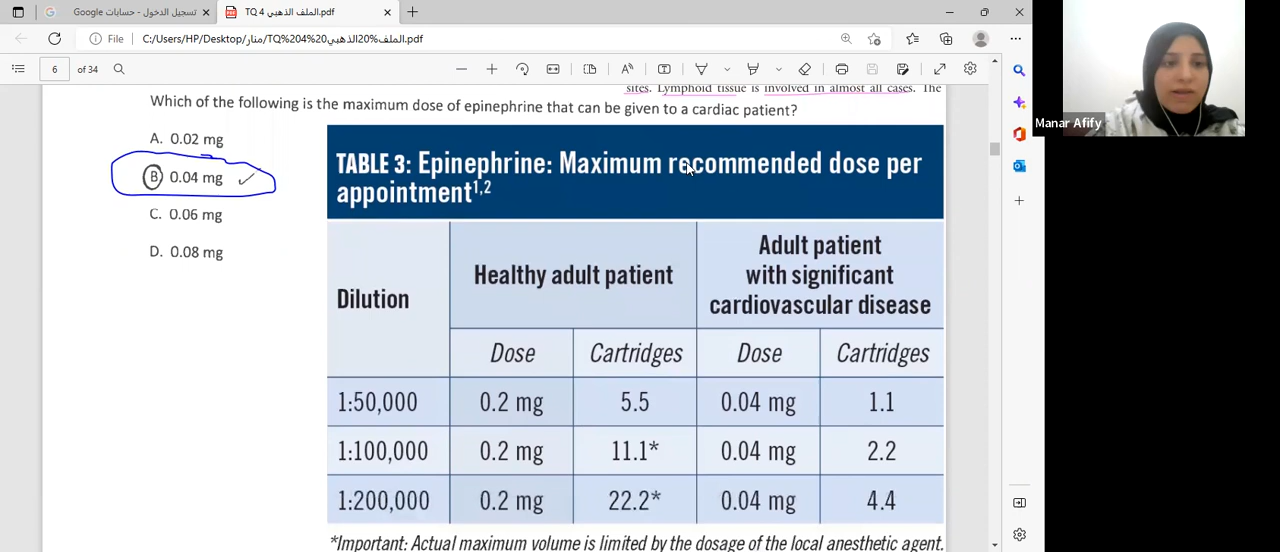 تسجيل الدخول - حسابات Google
TQ 4 الملف الذهبي.pdf
File
C:/Users/HP/Desktop/منار/TQ%204%20الملف%20الذهبي.pdf
6 of 34
sites. Lymphoid tissue is involved in almost all cases. The
Which of the following is the maximum dose of epinephrine that can be given to a cardiac patient?
A. 0.02 mg
B 0.04 mg
C. 0.06 mg
D. 0.08 mg
TABLE 3: Epinephrine: Maximum recommended dose per
appointment1,2
Dilution
Healthy adult patient
Adult patient
with significant
cardiovascular disease
Dose Cartridges Dose Cartridges
1:50,000 0.2 mg 5.5 0.04 mg 1.1
1:100,000 0.2 mg 11.1* 0.04 mg 2.2
1:200,000 0.2 mg 22.2* 0.04 mg 4.4
*Important: Actual maximum volume is limited by the dosage of the local anesthetic agent.
Manar Afify